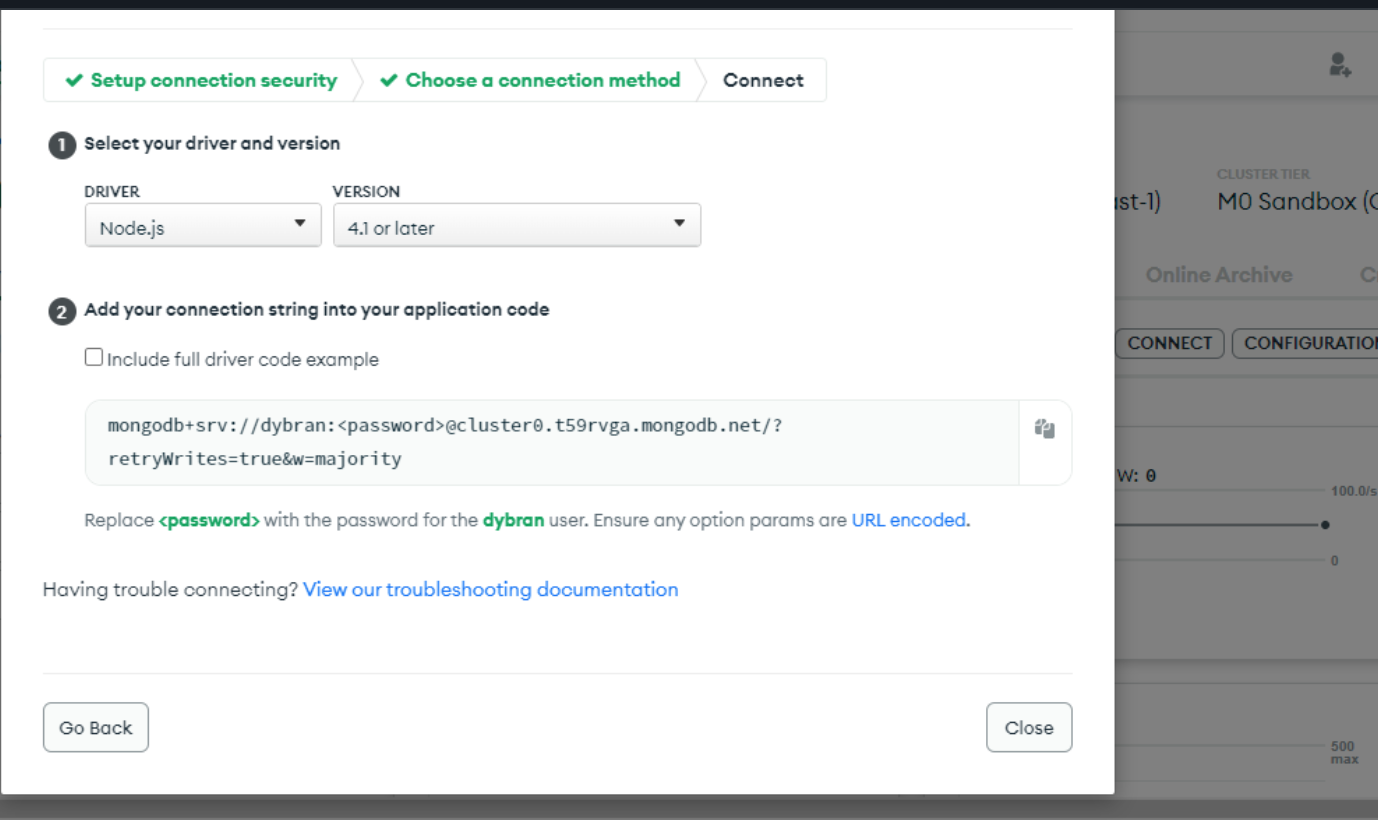 Setup connection security
Choose a connection method
Connect
1 Select your driver and version
DRIVER
VERSION
Node.js
4.1 or later
2 Add your connection string into your application code
Include full driver code example
mongodb+srv://dybran:<password>@cluster0.t59rvga.mongodb.net/?
retryWrites=true&w=majority
Replace <password> with the password for the dybran user. Ensure any option params are URL encoded.
Having trouble connecting? View our troubleshooting documentation
Go Back
Close
CLUSTER TIER
st-1)
M0 Sandbox (
Online Archive
C
CONNECT
CONFIGURATION
W: 0
100.0/s
0
500
max